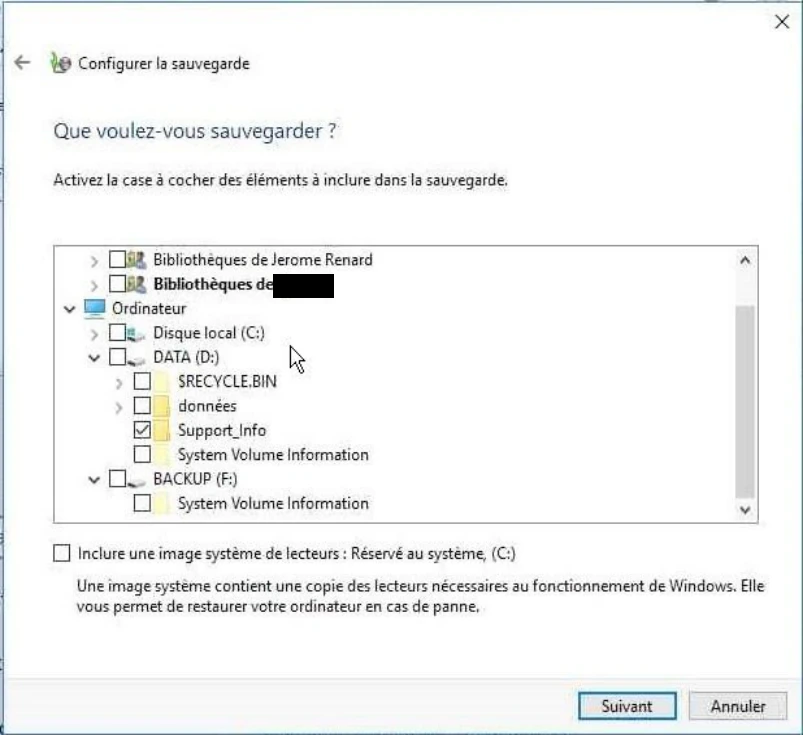 Configurer la sauvegarde
Que voulez-vous sauvegarder ?
Activez la case à cocher des éléments à inclure dans la sauvegarde.
Bibliothèques de Jerome Renard
Bibliothèques de
Ordinateur
Disque local (C:)
DATA (D:)
$RECYCLE.BIN
données
Support_Info
System Volume Information
BACKUP (F:)
System Volume Information
Inclure une image système de lecteurs : Réservé au système, (C:)
Une image système contient une copie des lecteurs nécessaires au fonctionnement de Windows. Elle
vous permet de restaurer votre ordinateur en cas de panne.
Suivant Annuler